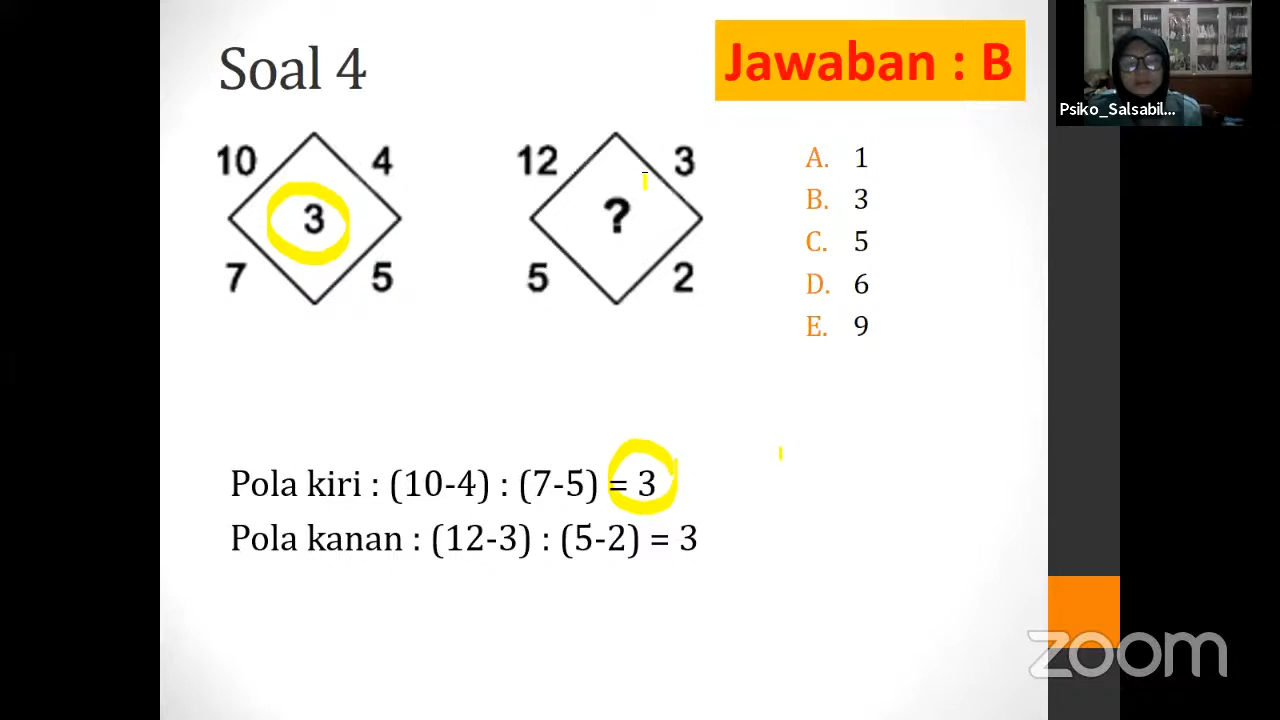 Soal 4
Jawaban : B
Psiko_Salsabil...
10 4
3
7 5
12 3
?
5 2
A. 1
B. 3
C. 5
D. 6
E. 9
Pola kiri : (10-4) : (7-5) = 3
Pola kanan : (12-3) : (5-2) = 3
zoom